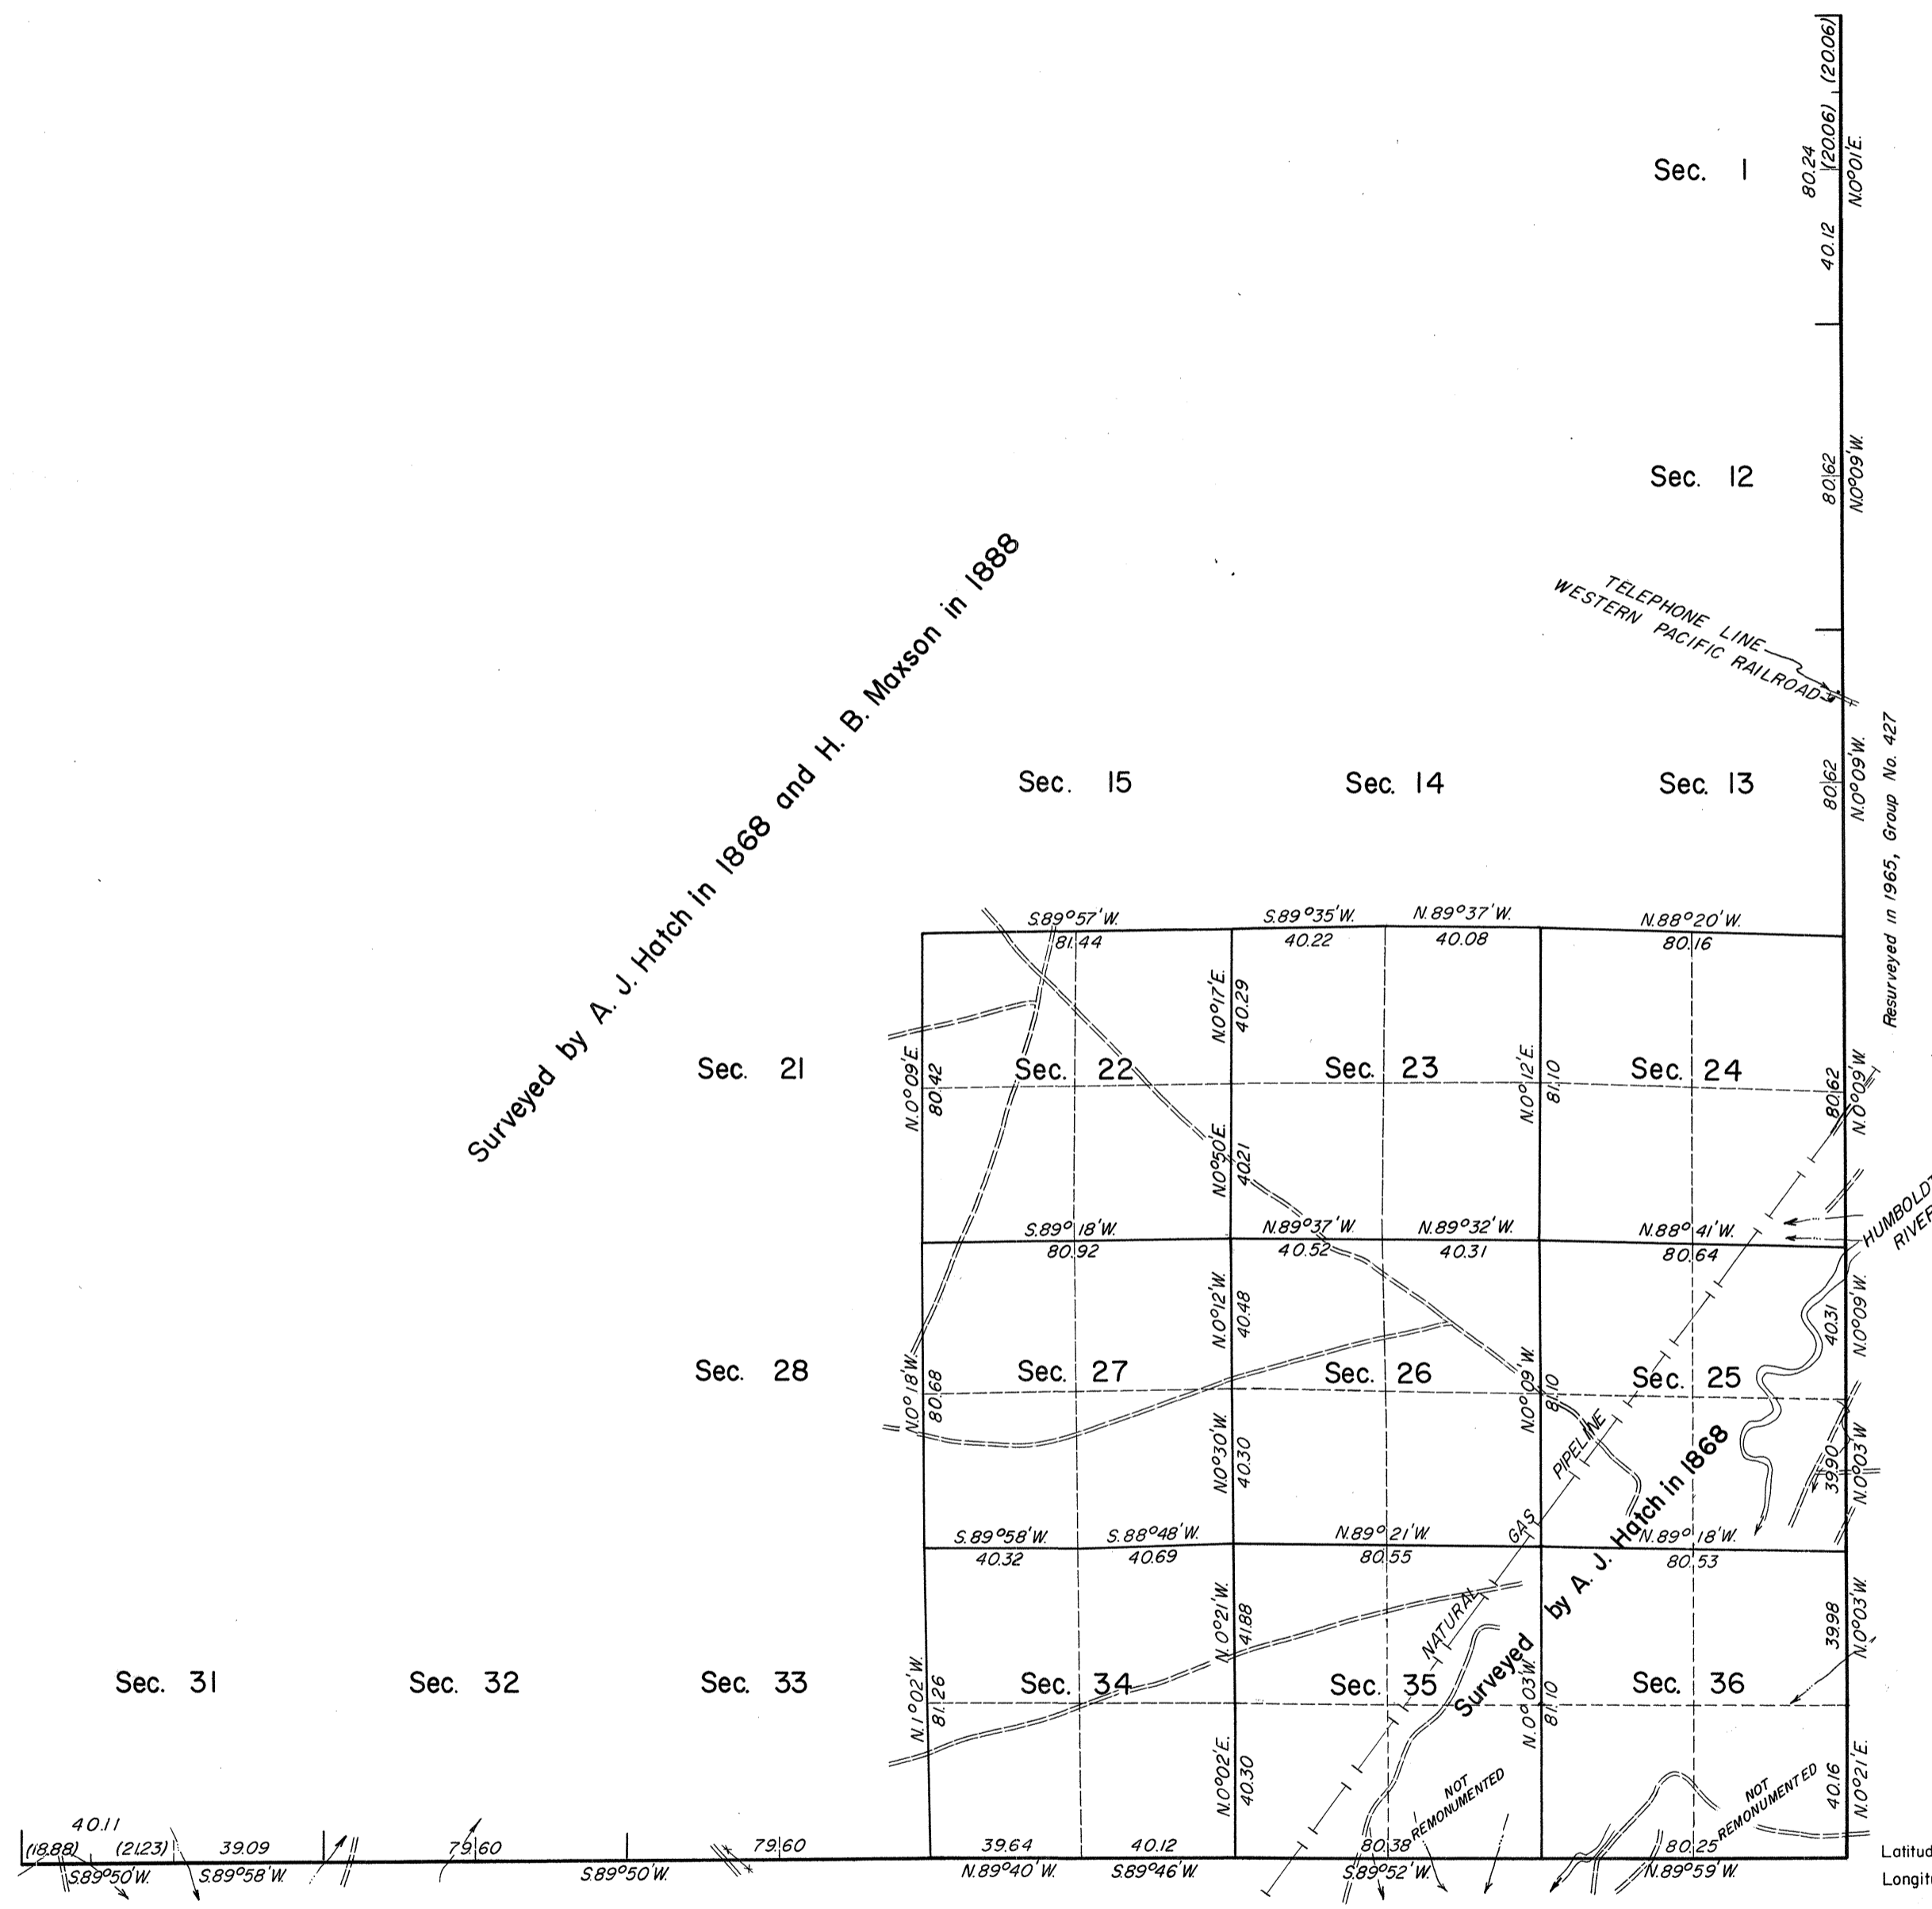 (20.06)
(20.06)
80.24
40.12
N.0°01'E.
Sec. 1
Sec. 12
80.62
N.0°09'W.
TELEPHONE LINE
WESTERN PACIFIC RAILROAD
Surveyed by A. J. Hatch in 1868 and H. B. Maxson in 1888
Sec. 15
Sec. 14
Sec. 13
80.62
N.0°09'W.
Resurveyed in 1965, Group No. 427
S.89°57'W.
S.89°35'W.
N.89°37'W.
N.88°20'W.
81.44
40.22
40.08
80.16
N.0°17'E.
40.29
Sec. 21
N.0°09'E.
80.42
Sec. 22
Sec. 23
N.0°12'E.
81.10
Sec. 24
80.62
N.0°09'W.
N.0°50'E.
40.21
HUMBOLDT
RIVER
S.89°18'W.
N.89°37'W.
N.89°32'W.
N.88°41'W.
80.92
40.52
40.31
80.64
N.0°12'W.
40.48
40.31
N.0°09'W.
Sec. 28
N.0°18'W.
80.68
Sec. 27
Sec. 26
N.0°09'W.
81.10
Sec. 25
N.0°30'W.
40.30
39.90
N.0°03'W
NATURAL GAS PIPELINE
Surveyed by A. J. Hatch in 1868
S.89°58'W.
S.88°48'W.
N.89°21'W.
N.89°18'W.
40.32
40.69
80.55
80.53
N.0°21'W.
41.88
39.98
N.0°03'W.
Sec. 31
Sec. 32
Sec. 33
N.1°02'W.
81.26
Sec. 34
Sec. 35
N.0°03'W.
81.10
Sec. 36
N.0°02'E.
40.30
NOT
REMONUMENTED
NOT
REMONUMENTED
40.16
N.0°21'E.
40.11
(18.88)
(21.23)
39.09
79.60
79.60
39.64
40.12
80.38
80.25
S.89°50'W.
S.89°58'W.
S.89°50'W.
N.89°40'W.
S.89°46'W.
S.89°52'W.
N.89°59'W.
Latitud
Longit